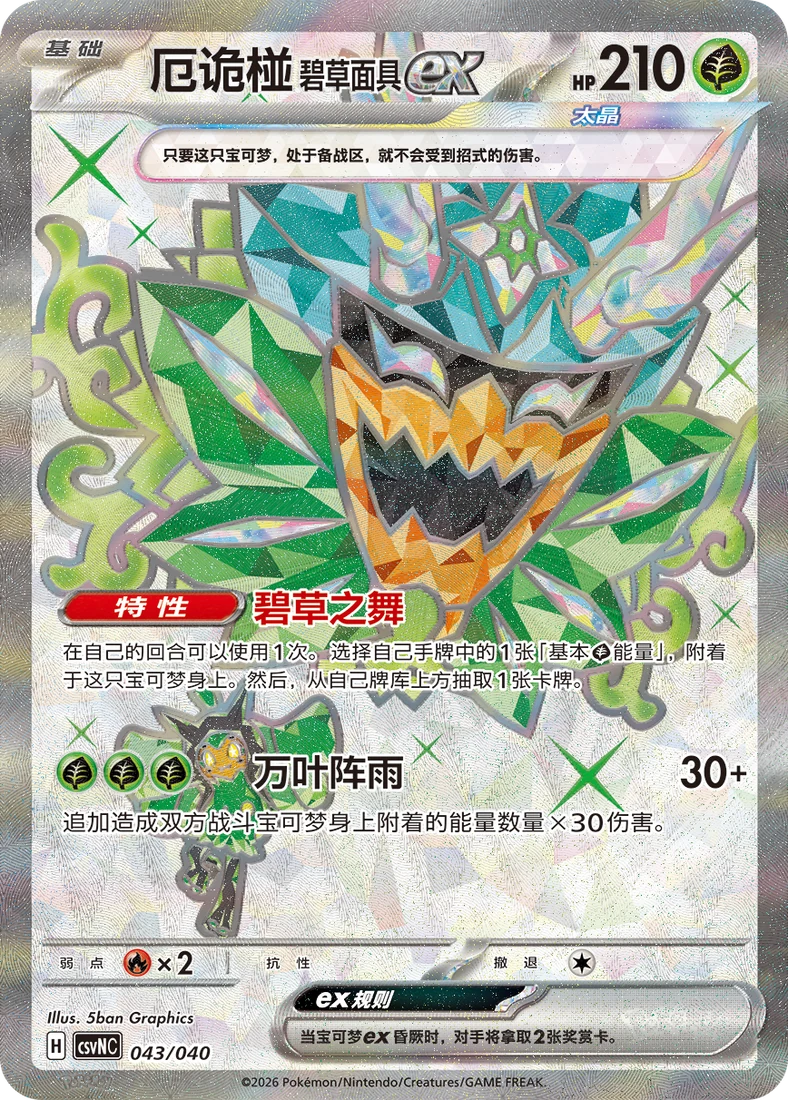 基础
厄诡椪 碧草面具 ex HP 210
太晶
只要这只宝可梦，处于备战区，就不会受到招式的伤害。
特性 碧草之舞
在自己的回合可以使用1次。选择自己手牌中的1张「基本能量」，附着
于这只宝可梦身上。然后，从自己牌库上方抽取1张卡牌。
万叶阵雨 30+
追加造成双方战斗宝可梦身上附着的能量数量×30伤害。
弱点 ×2 抗性 撤退
Illus. 5ban Graphics
ex规则
当宝可梦ex昏厥时，对手将拿取2张奖赏卡。
H csvNC 043/040
©2026 Pokémon/Nintendo/Creatures/GAME FREAK.